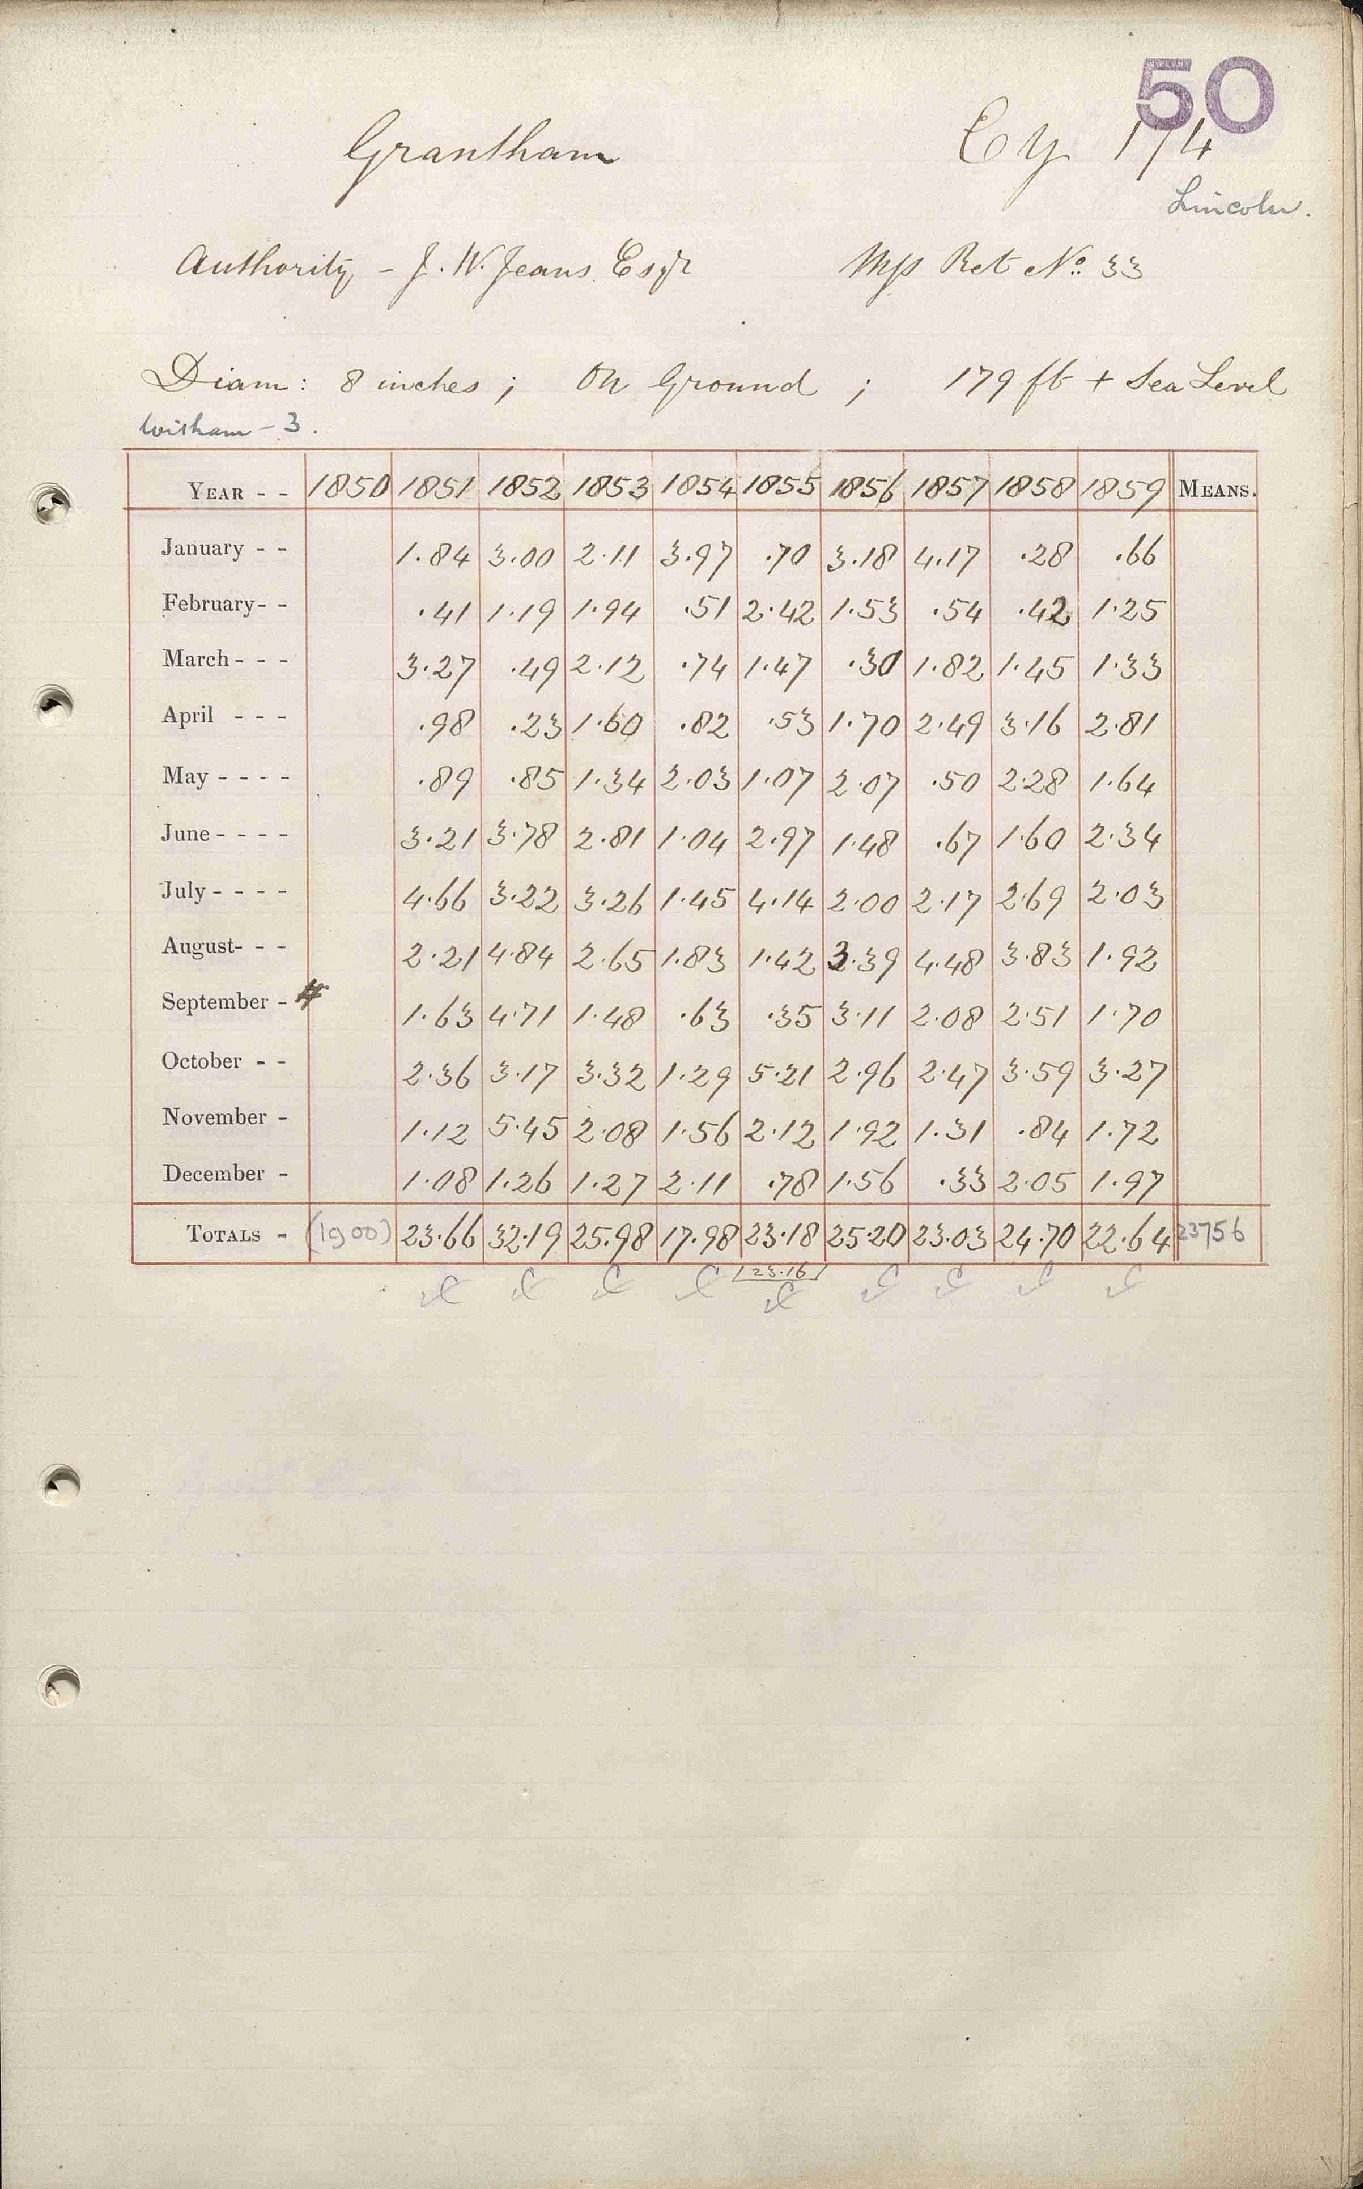 50
Grantham Cy 174
Lincoln.
Authority - J. W. Jeans Esqr Mss Ret No. 33
Diam: 8 inches ; On Ground ; 179 ft + Sea Level
Witham - 3.
YEAR - - 1850 1851 1852 1853 1854 1855 1856 1857 1858 1859 MEANS.
January - - 1.84 3.00 2.11 3.97 .70 3.18 4.17 .28 .66
February- - .41 1.19 1.94 .51 2.42 1.53 .54 .42 1.25
March - - - 3.27 .49 2.12 .74 1.47 .30 1.82 1.45 1.33
April - - - .98 .23 1.60 .82 .53 1.70 2.49 3.16 2.81
May - - - - .89 .85 1.34 2.03 1.07 2.07 .50 2.28 1.64
June - - - - 3.21 3.78 2.81 1.04 2.97 1.48 .67 1.60 2.34
July - - - - 4.66 3.22 3.26 1.45 4.14 2.00 2.17 2.69 2.03
August- - - 2.21 4.84 2.65 1.83 1.42 3.39 4.48 3.83 1.92
September - # 1.63 4.71 1.48 .63 .35 3.11 2.08 2.51 1.70
October - - 2.36 3.17 3.32 1.29 5.21 2.96 2.47 3.59 3.27
November - 1.12 5.45 2.08 1.56 2.12 1.92 1.31 .84 1.72
December - 1.08 1.26 1.27 2.11 .78 1.56 .33 2.05 1.97
TOTALS - (1900) 23.66 32.19 25.98 17.98 23.18 25.20 23.03 24.70 22.64 23756
23.16